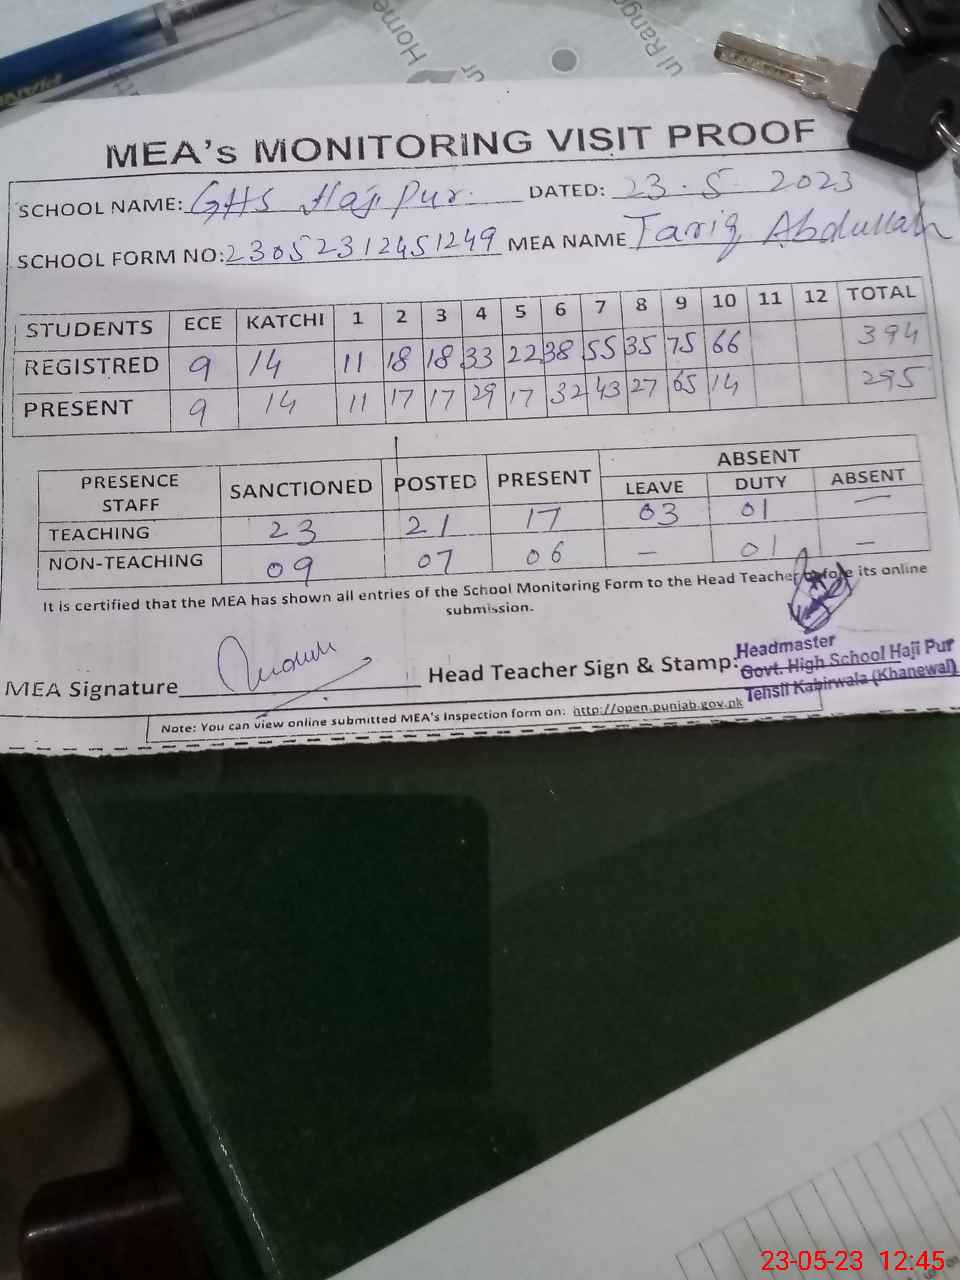 PIANO
Home
ul Range
MEA's MONITORING VISIT PROOF
SCHOOL NAME: GHS Haji Pur. DATED: 23.5.2023
SCHOOL FORM NO: 23052312451249 MEA NAME Tariq Abdullah
STUDENTS ECE KATCHI 1 2 3 4 5 6 7 8 9 10 11 12 TOTAL
REGISTRED 9 14 11 18 18 33 22 38 55 35 75 66 394
PRESENT 9 14 11 17 17 29 17 32 43 27 65 14 295
PRESENCE STAFF SANCTIONED POSTED PRESENT ABSENT
LEAVE DUTY ABSENT
TEACHING 23 21 17 03 01 —
NON-TEACHING 09 07 06 — 01 —
It is certified that the MEA has shown all entries of the School Monitoring Form to the Head Teacher before its online
submission.
MEA Signature Head Teacher Sign & Stamp:
Headmaster
Govt. High School Haji Pur
Tehsil Kabirwala (Khanewal)
Note: You can view online submitted MEA's Inspection form on: http://open.punjab.gov.pk
23-05-23 12:45